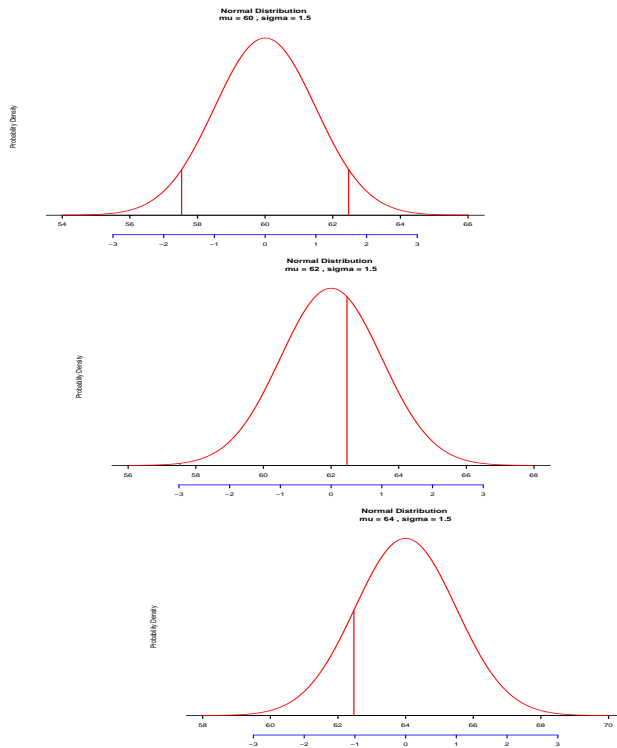 Normal Distribution
mu = 60 , sigma = 1.5
Probability Density
54 56 58 60 62 64 66
−3 −2 −1 0 1 2 3
Normal Distribution
mu = 62 , sigma = 1.5
Probability Density
56 58 60 62 64 66 68
−3 −2 −1 0 1 2 3
Normal Distribution
mu = 64 , sigma = 1.5
Probability Density
58 60 62 64 66 68 70
−3 −2 −1 0 1 2 3